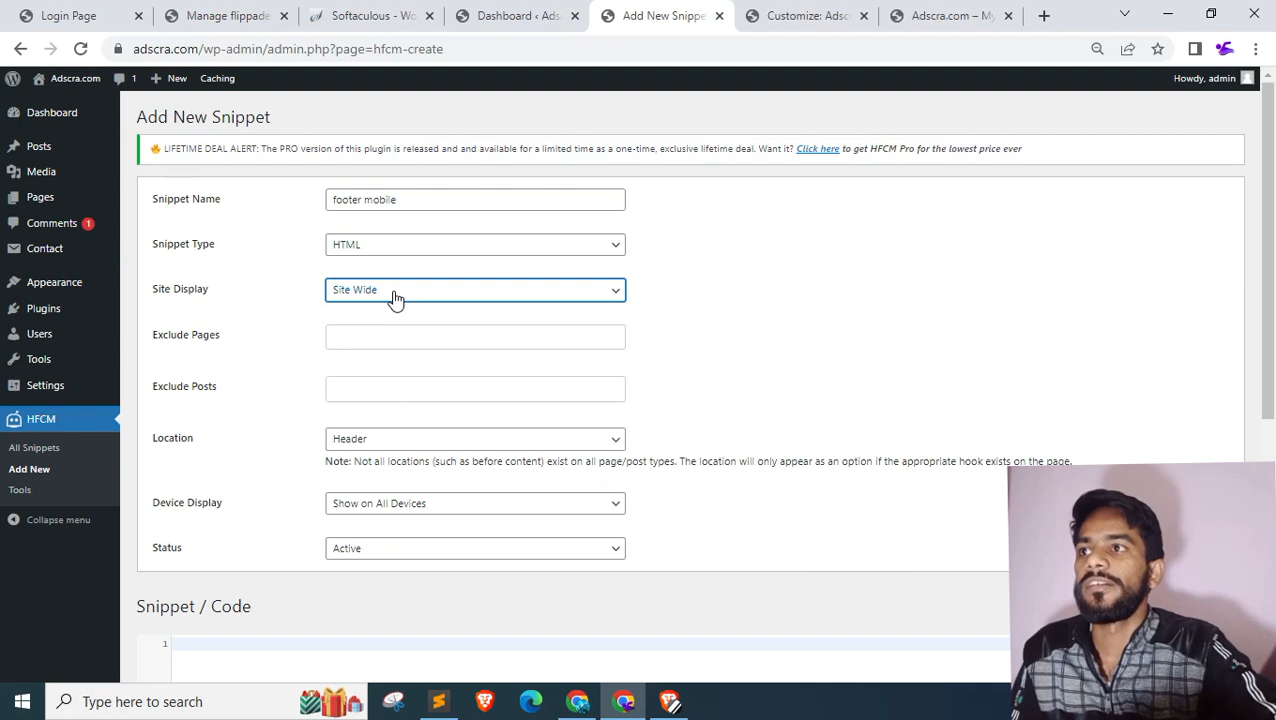 Login Page
Manage flippade
Softaculous - Wo
Dashboard ‹ Ads
Add New Snippe
Customize: Adsc
Adscra.com – My
adscra.com/wp-admin/admin.php?page=hfcm-create
Adscra.com
1
New
Caching
Howdy, admin
Dashboard
Posts
Media
Pages
Comments 1
Contact
Appearance
Plugins
Users
Tools
Settings
HFCM
All Snippets
Add New
Tools
Collapse menu
Add New Snippet
LIFETIME DEAL ALERT: The PRO version of this plugin is released and and available for a limited time as a one-time, exclusive lifetime deal. Want it? Click here to get HFCM Pro for the lowest price ever
Snippet Name
footer mobile
Snippet Type
HTML
Site Display
Site Wide
Exclude Pages
Exclude Posts
Location
Header
Note: Not all locations (such as before content) exist on all page/post types. The location will only appear as an option if the appropriate hook exists on the page.
Device Display
Show on All Devices
Status
Active
Snippet / Code
1
Type here to search